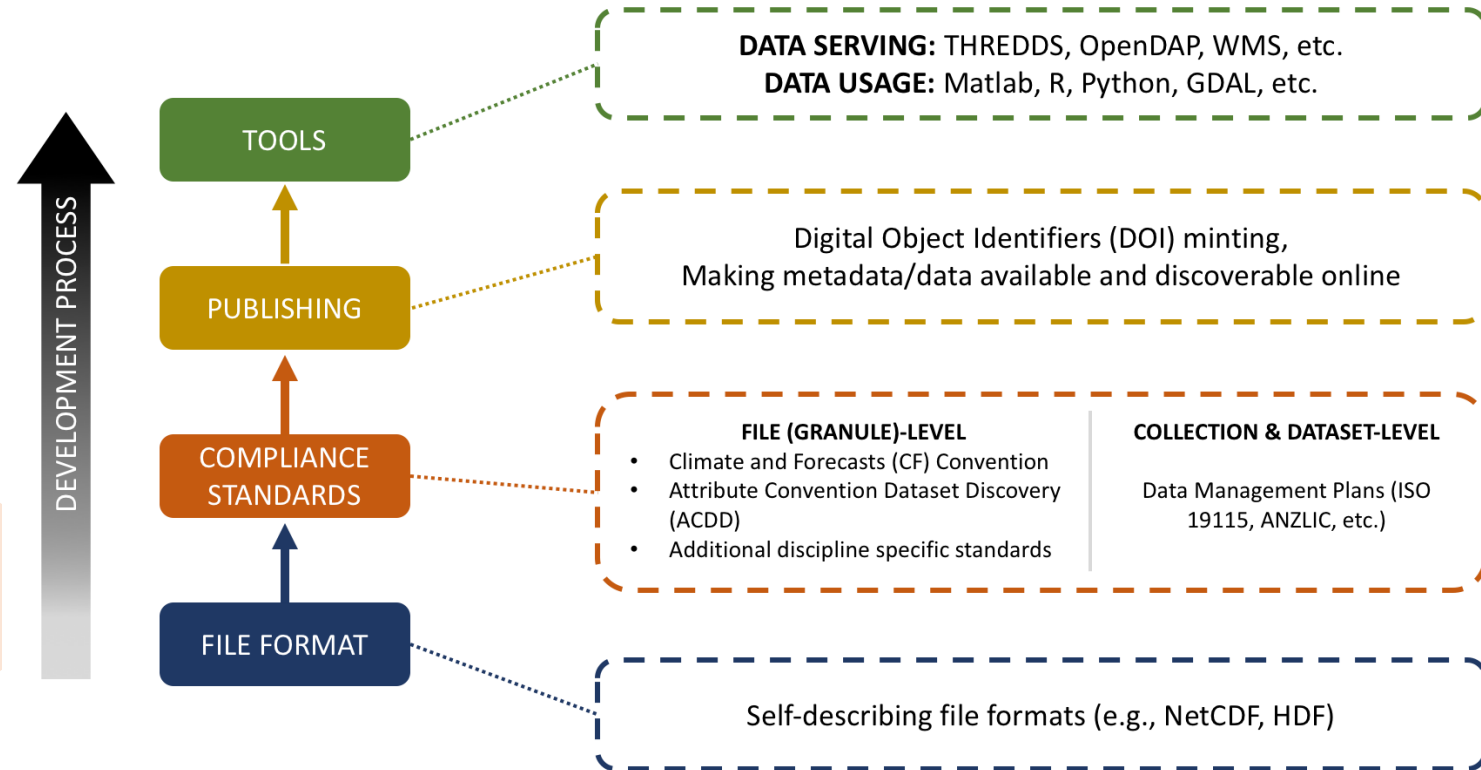 DEVELOPMENT PROCESS
TOOLS
DATA SERVING: THREDDS, OpenDAP, WMS, etc.
DATA USAGE: Matlab, R, Python, GDAL, etc.
PUBLISHING
Digital Object Identifiers (DOI) minting,
Making metadata/data available and discoverable online
COMPLIANCE
STANDARDS
FILE (GRANULE)-LEVEL
• Climate and Forecasts (CF) Convention
• Attribute Convention Dataset Discovery
(ACDD)
• Additional discipline specific standards
COLLECTION & DATASET-LEVEL
Data Management Plans (ISO
19115, ANZLIC, etc.)
FILE FORMAT
Self-describing file formats (e.g., NetCDF, HDF)